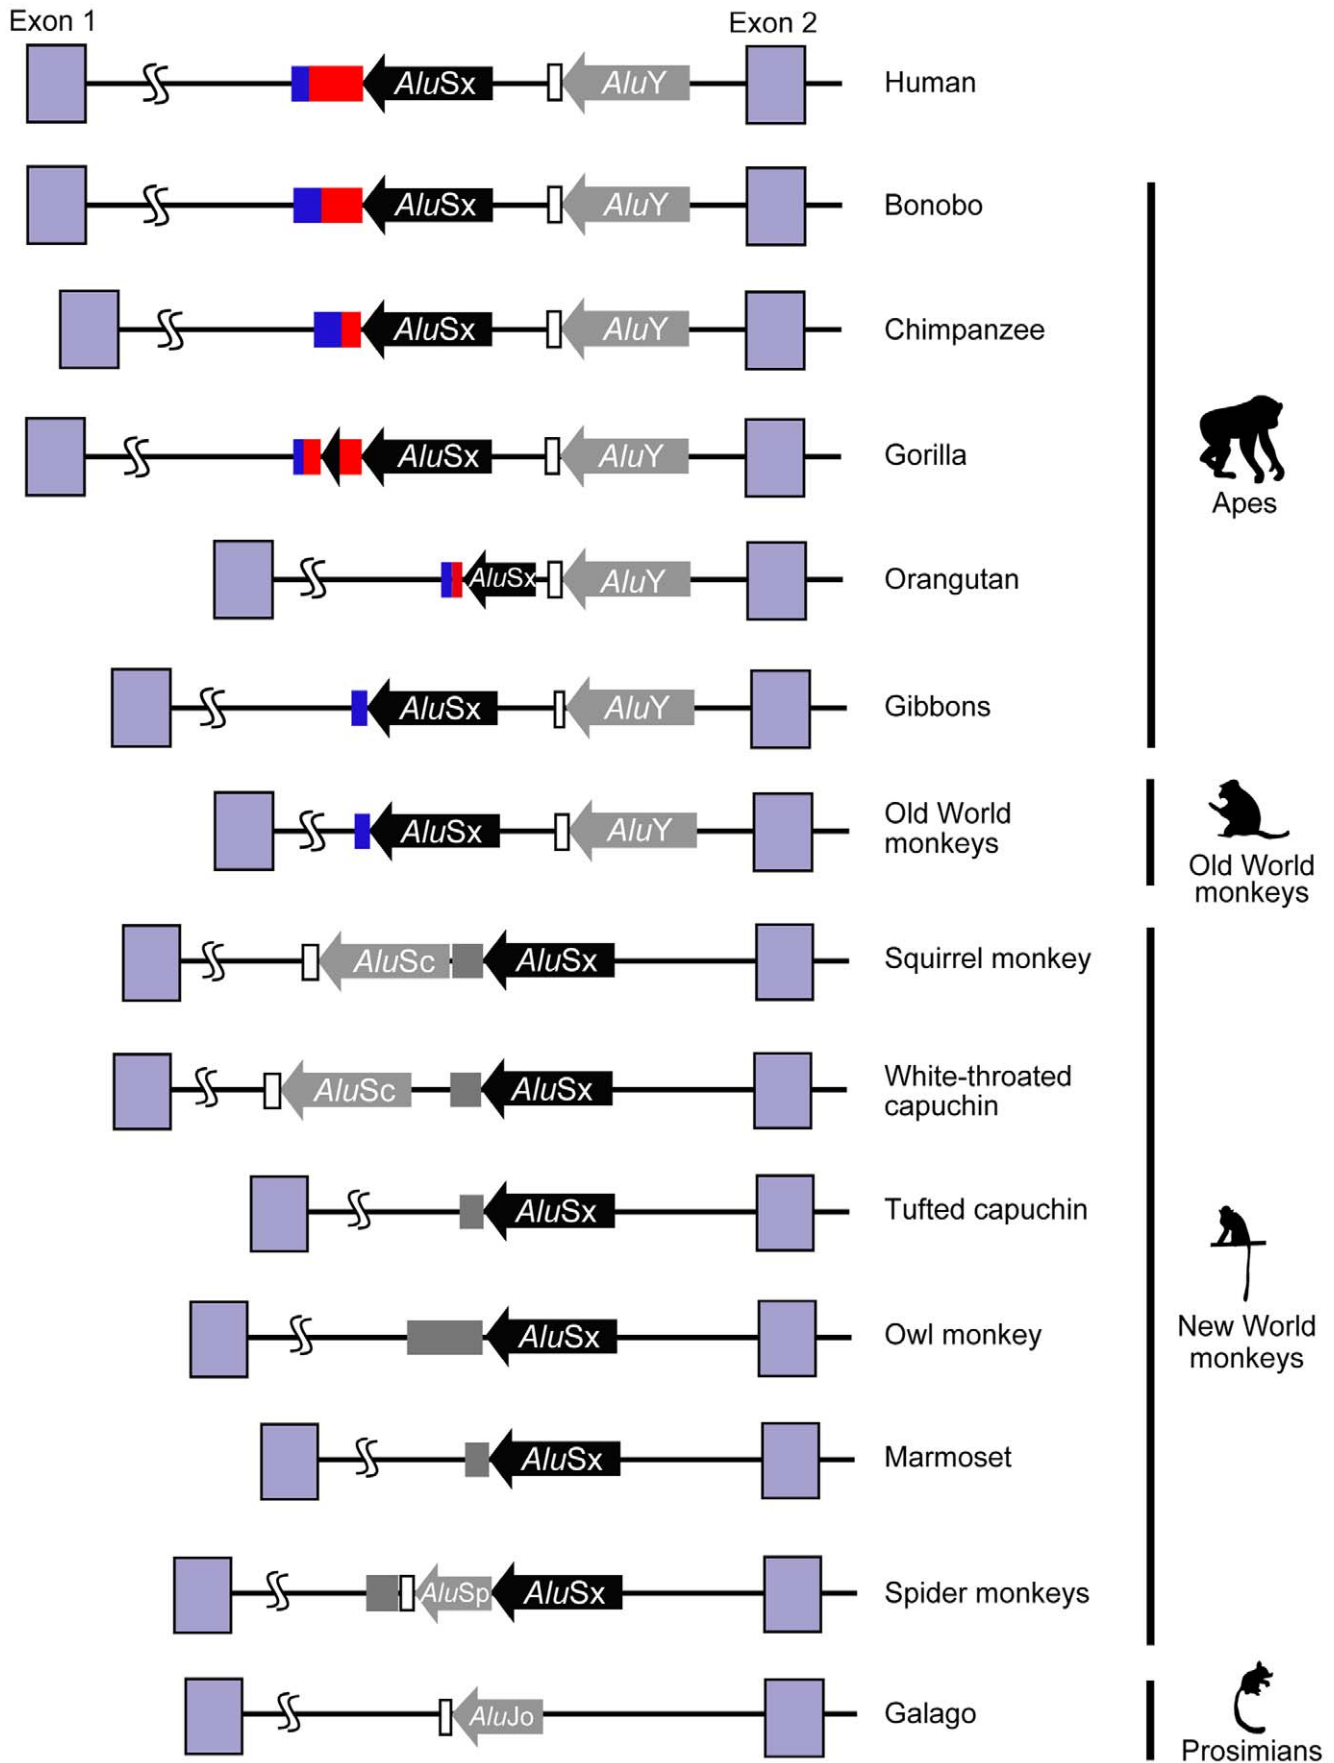 Exon 1 Exon 2
AluSx AluY Human
AluSx AluY Bonobo
AluSx AluY Chimpanzee
AluSx AluY Gorilla
Apes
AluSx AluY Orangutan
AluSx AluY Gibbons
AluSx AluY Old World
monkeys
Old World
monkeys
AluSc AluSx Squirrel monkey
AluSc AluSx White-throated
capuchin
AluSx Tufted capuchin
AluSx Owl monkey
New World
monkeys
AluSx Marmoset
AluSp AluSx Spider monkeys
AluJo Galago
Prosimians